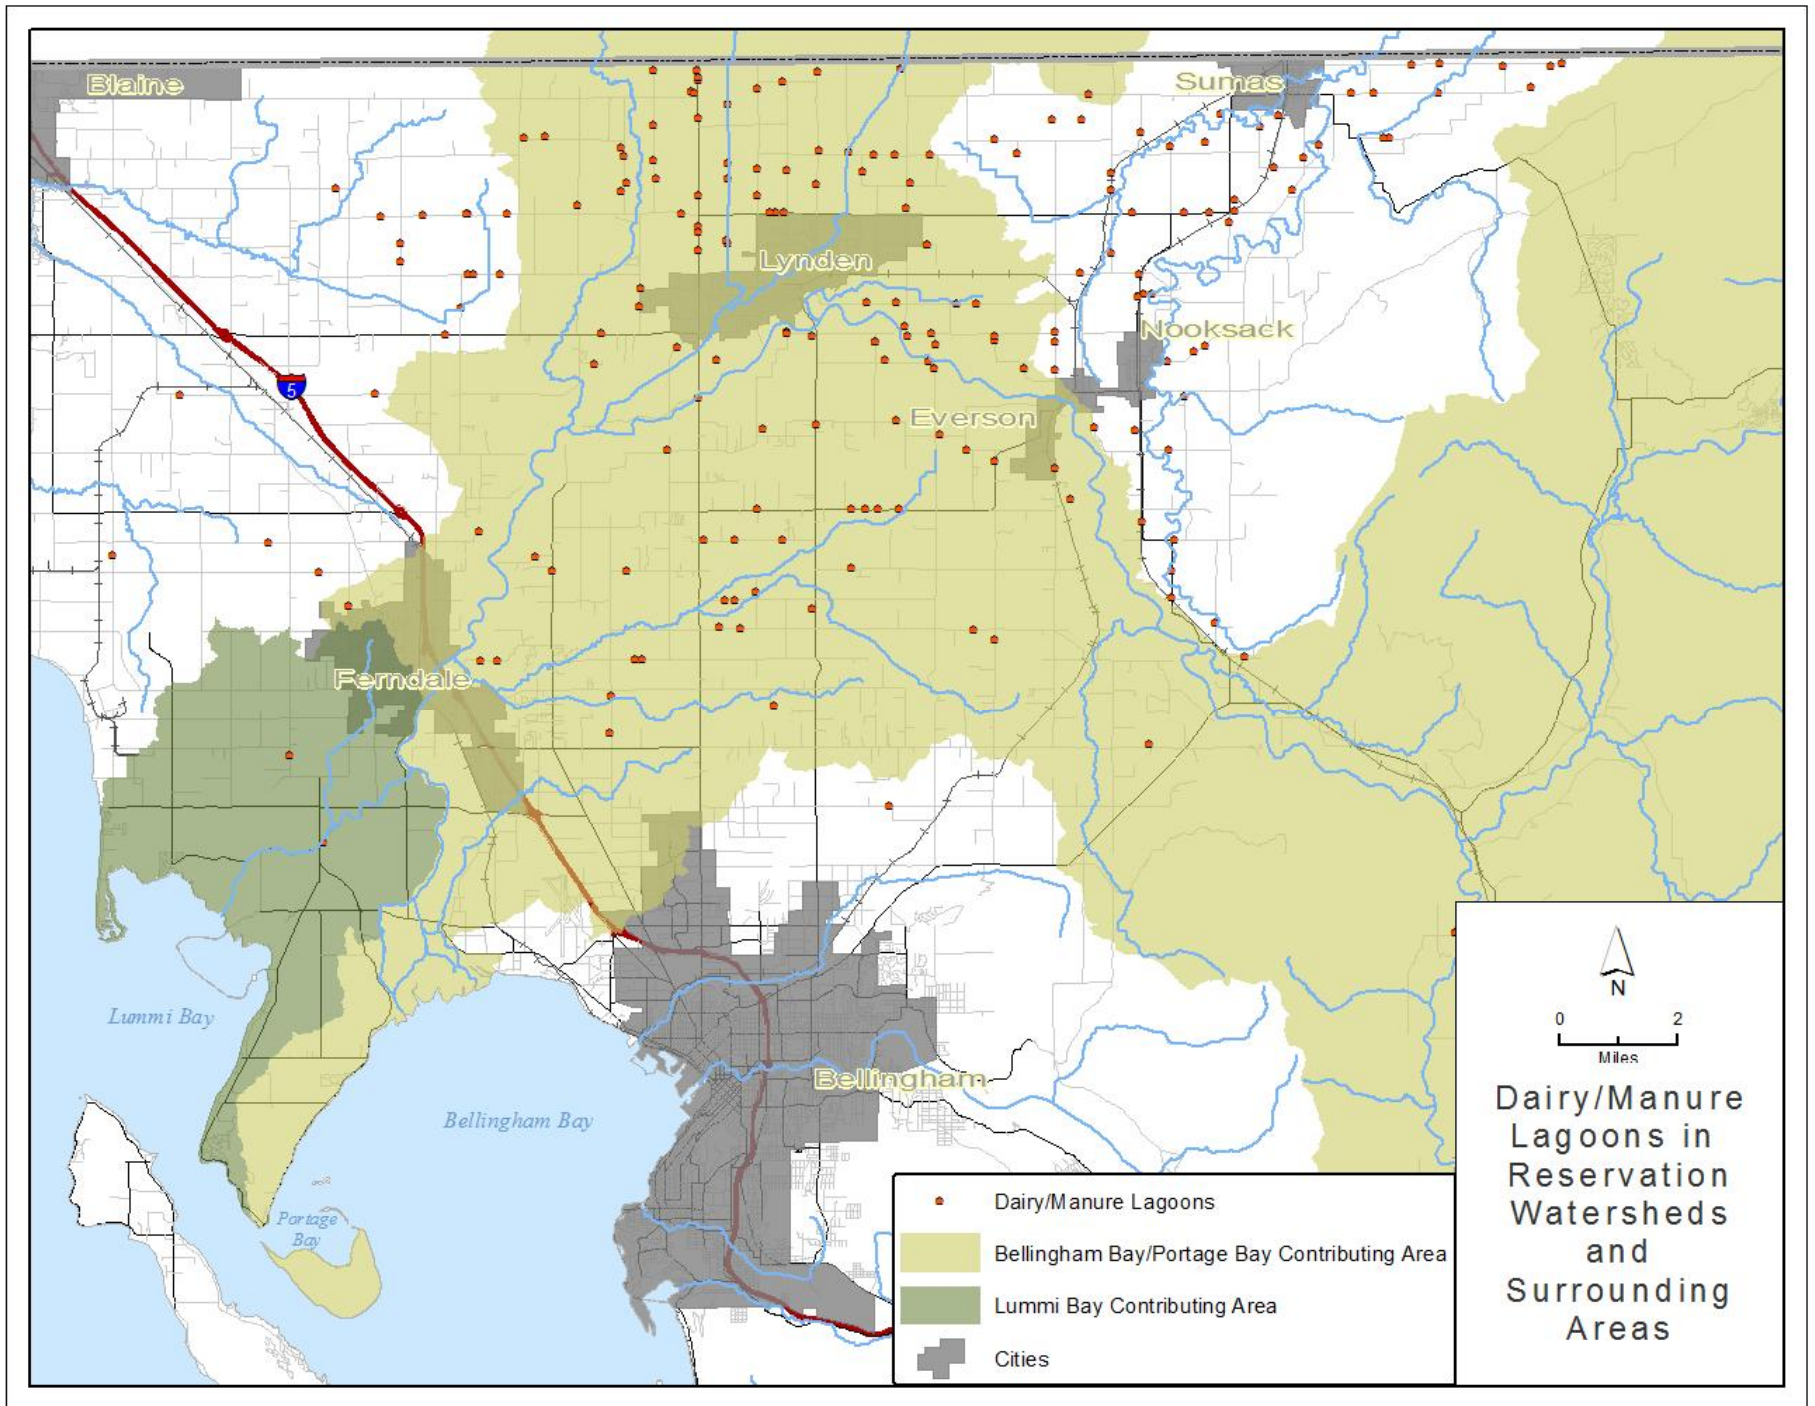 Blaine
Sumas
Lynden
Nooksack
5
Everson
Ferndale
Lummi Bay
Bellingham Bay
Bellingham
Portage
Bay
N
0 2
Miles
Dairy/Manure
Lagoons in
Reservation
Watersheds
and
Surrounding
Areas
Dairy/Manure Lagoons
Bellingham Bay/Portage Bay Contributing Area
Lummi Bay Contributing Area
Cities